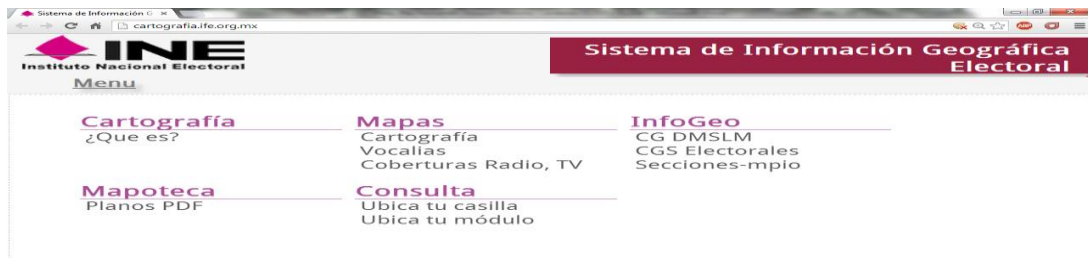 Sistema de Información G
cartografia.ife.org.mx
INE
Instituto Nacional Electoral
Sistema de Información Geográfica
Electoral
Menu
Cartografía
¿Que es?
Mapas
Cartografía
Vocalias
Coberturas Radio, TV
InfoGeo
CG DMSLM
CGS Electorales
Secciones-mpio
Mapoteca
Planos PDF
Consulta
Ubica tu casilla
Ubica tu módulo